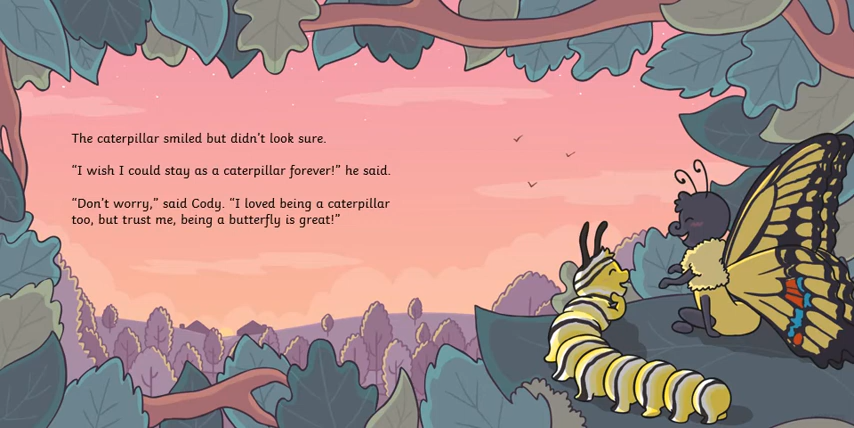 The caterpillar smiled but didn't look sure.
“I wish I could stay as a caterpillar forever!” he said.
“Don't worry,” said Cody. “I loved being a caterpillar
too, but trust me, being a butterfly is great!”